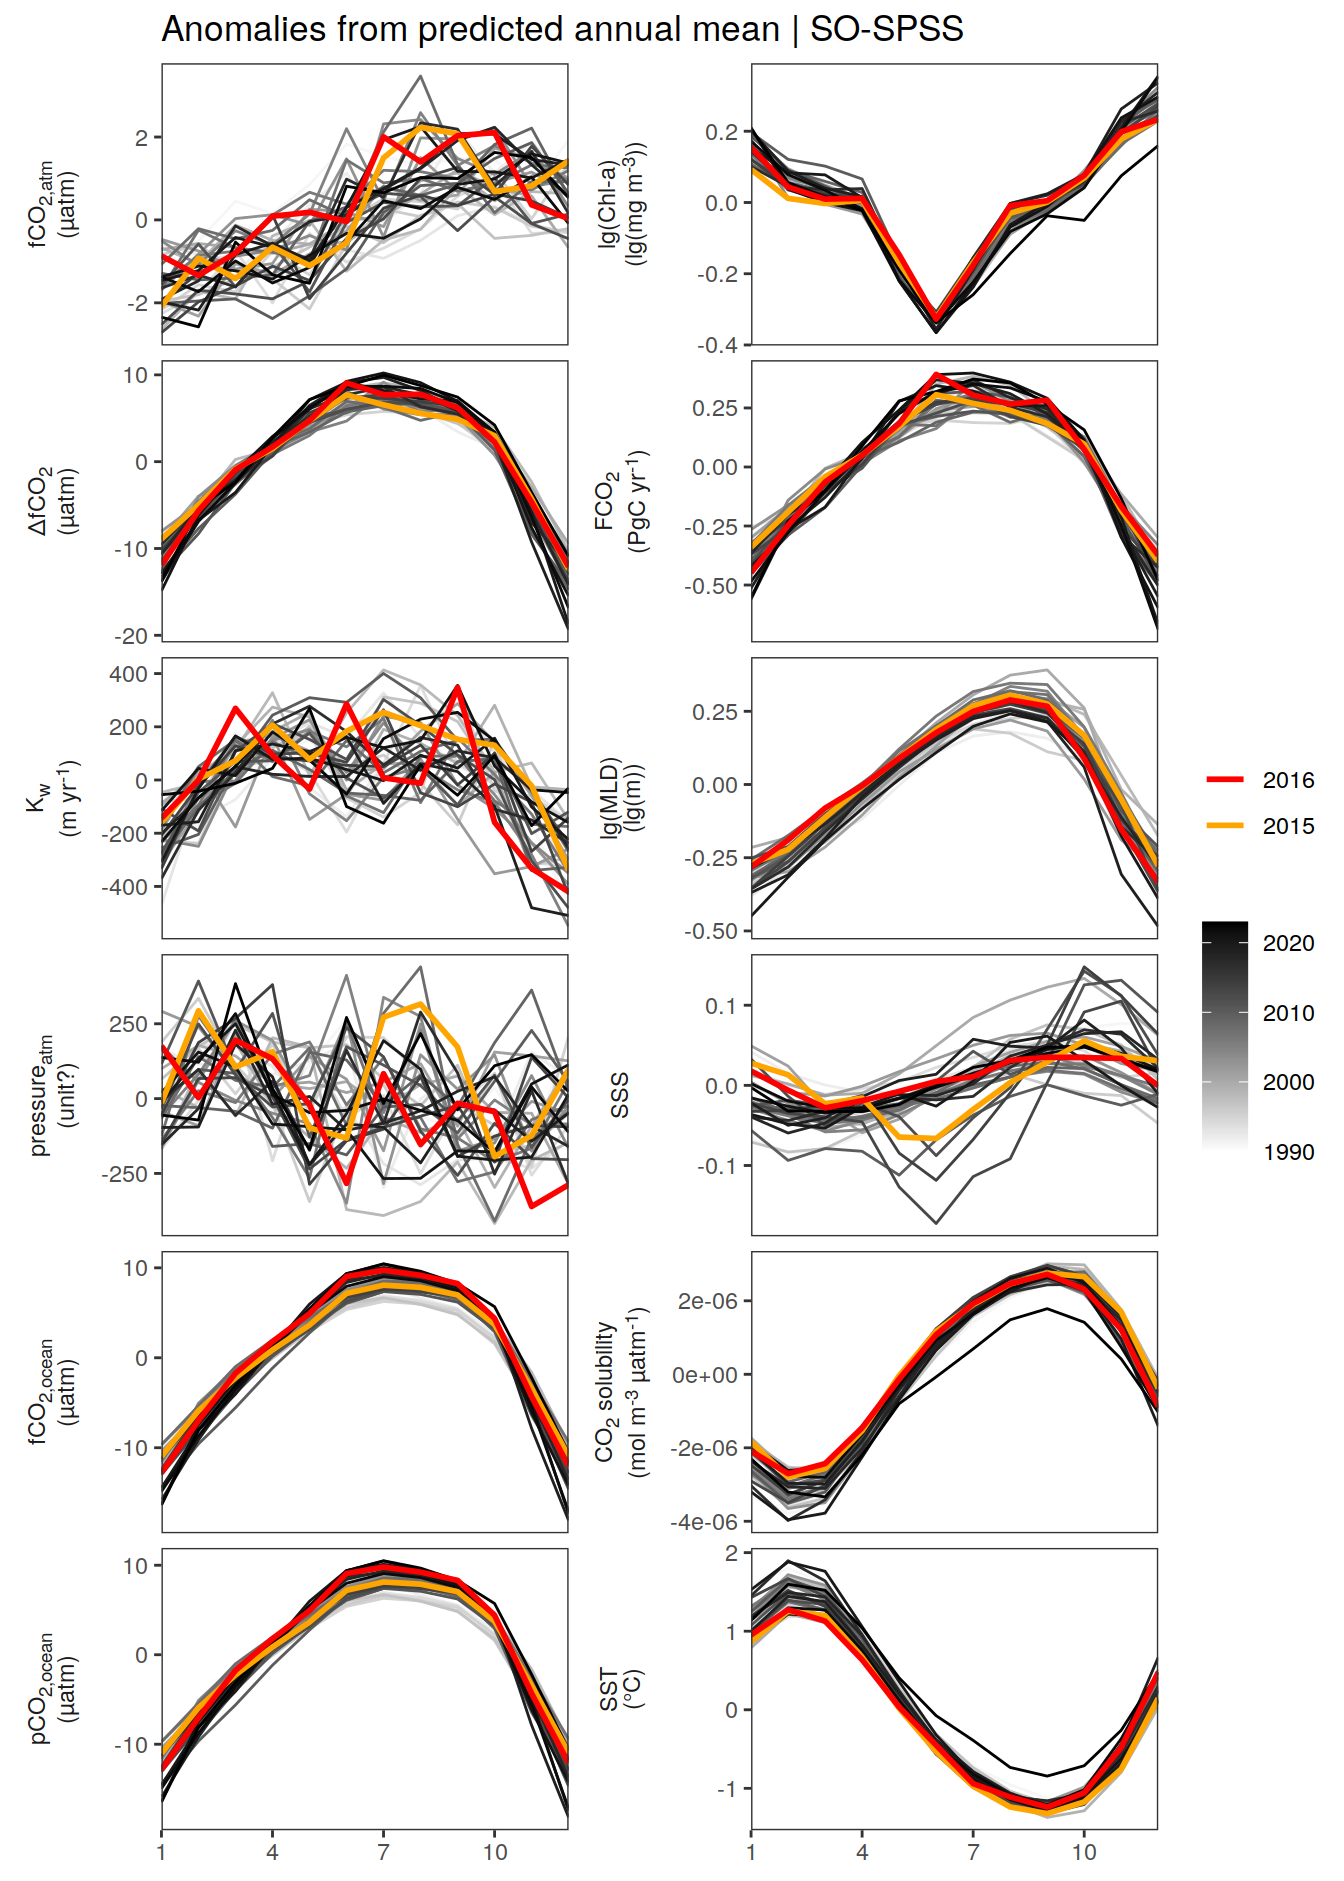 Anomalies from predicted annual mean | SO-SPSS
fCO2,atm
(µatm)
2
0
-2
lg(Chl-a)
(lg(mg m-3))
0.2
0.0
-0.2
-0.4
ΔfCO2
(µatm)
10
0
-10
-20
FCO2
(PgC yr-1)
0.25
0.00
-0.25
-0.50
Kw
(m yr-1)
400
200
0
-200
-400
lg(MLD)
(lg(m))
0.25
0.00
-0.25
-0.50
pressureatm
(unit?)
250
0
-250
SSS
0.1
0.0
-0.1
fCO2,ocean
(µatm)
10
0
-10
CO2 solubility
(mol m-3 µatm-1)
2e-06
0e+00
-2e-06
-4e-06
pCO2,ocean
(µatm)
10
0
-10
SST
(°C)
2
1
0
-1
1 4 7 10
1 4 7 10
2016
2015
2020
2010
2000
1990